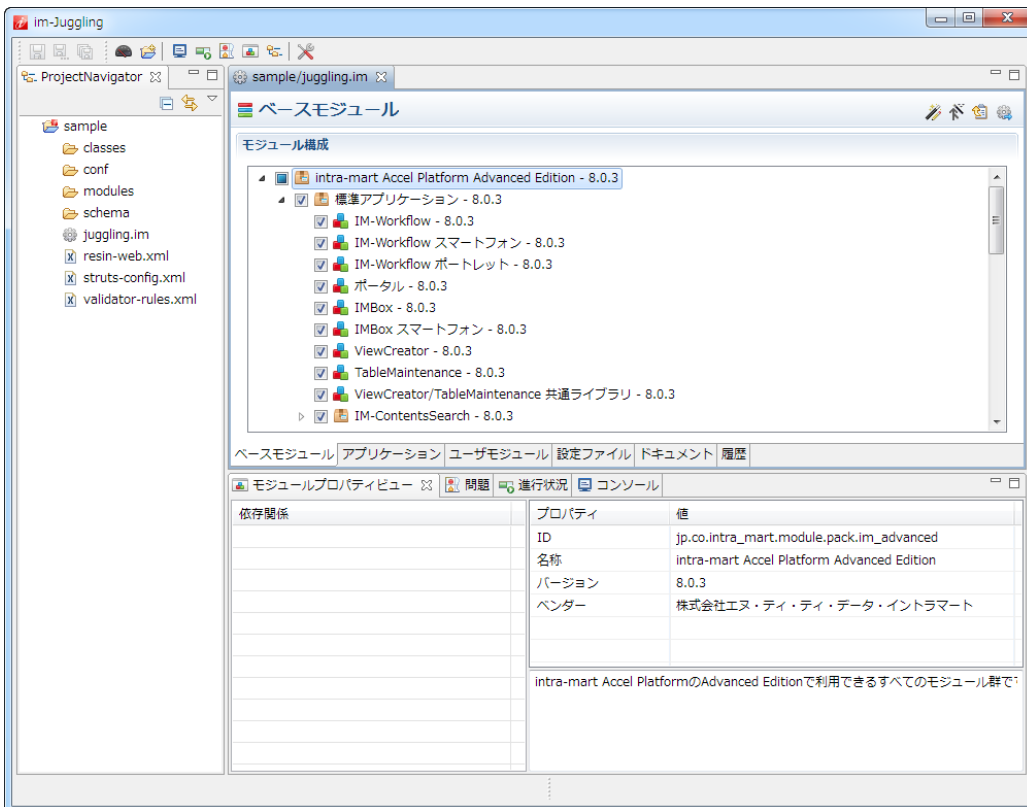 im-Juggling
ProjectNavigator
sample
classes
conf
modules
schema
juggling.im
resin-web.xml
struts-config.xml
validator-rules.xml
sample/juggling.im
ベースモジュール
モジュール構成
intra-mart Accel Platform Advanced Edition - 8.0.3
標準アプリケーション - 8.0.3
IM-Workflow - 8.0.3
IM-Workflow スマートフォン - 8.0.3
IM-Workflow ポートレット - 8.0.3
ポータル - 8.0.3
IMBox - 8.0.3
IMBox スマートフォン - 8.0.3
ViewCreator - 8.0.3
TableMaintenance - 8.0.3
ViewCreator/TableMaintenance 共通ライブラリ - 8.0.3
IM-ContentsSearch - 8.0.3
ベースモジュール アプリケーション ユーザモジュール 設定ファイル ドキュメント 履歴
モジュールプロパティビュー 問題 進行状況 コンソール
依存関係
プロパティ 値
ID jp.co.intra_mart.module.pack.im_advanced
名称 intra-mart Accel Platform Advanced Edition
バージョン 8.0.3
ベンダー 株式会社エヌ・ティ・ティ・データ・イントラマート
intra-mart Accel PlatformのAdvanced Editionで利用できるすべてのモジュール群で